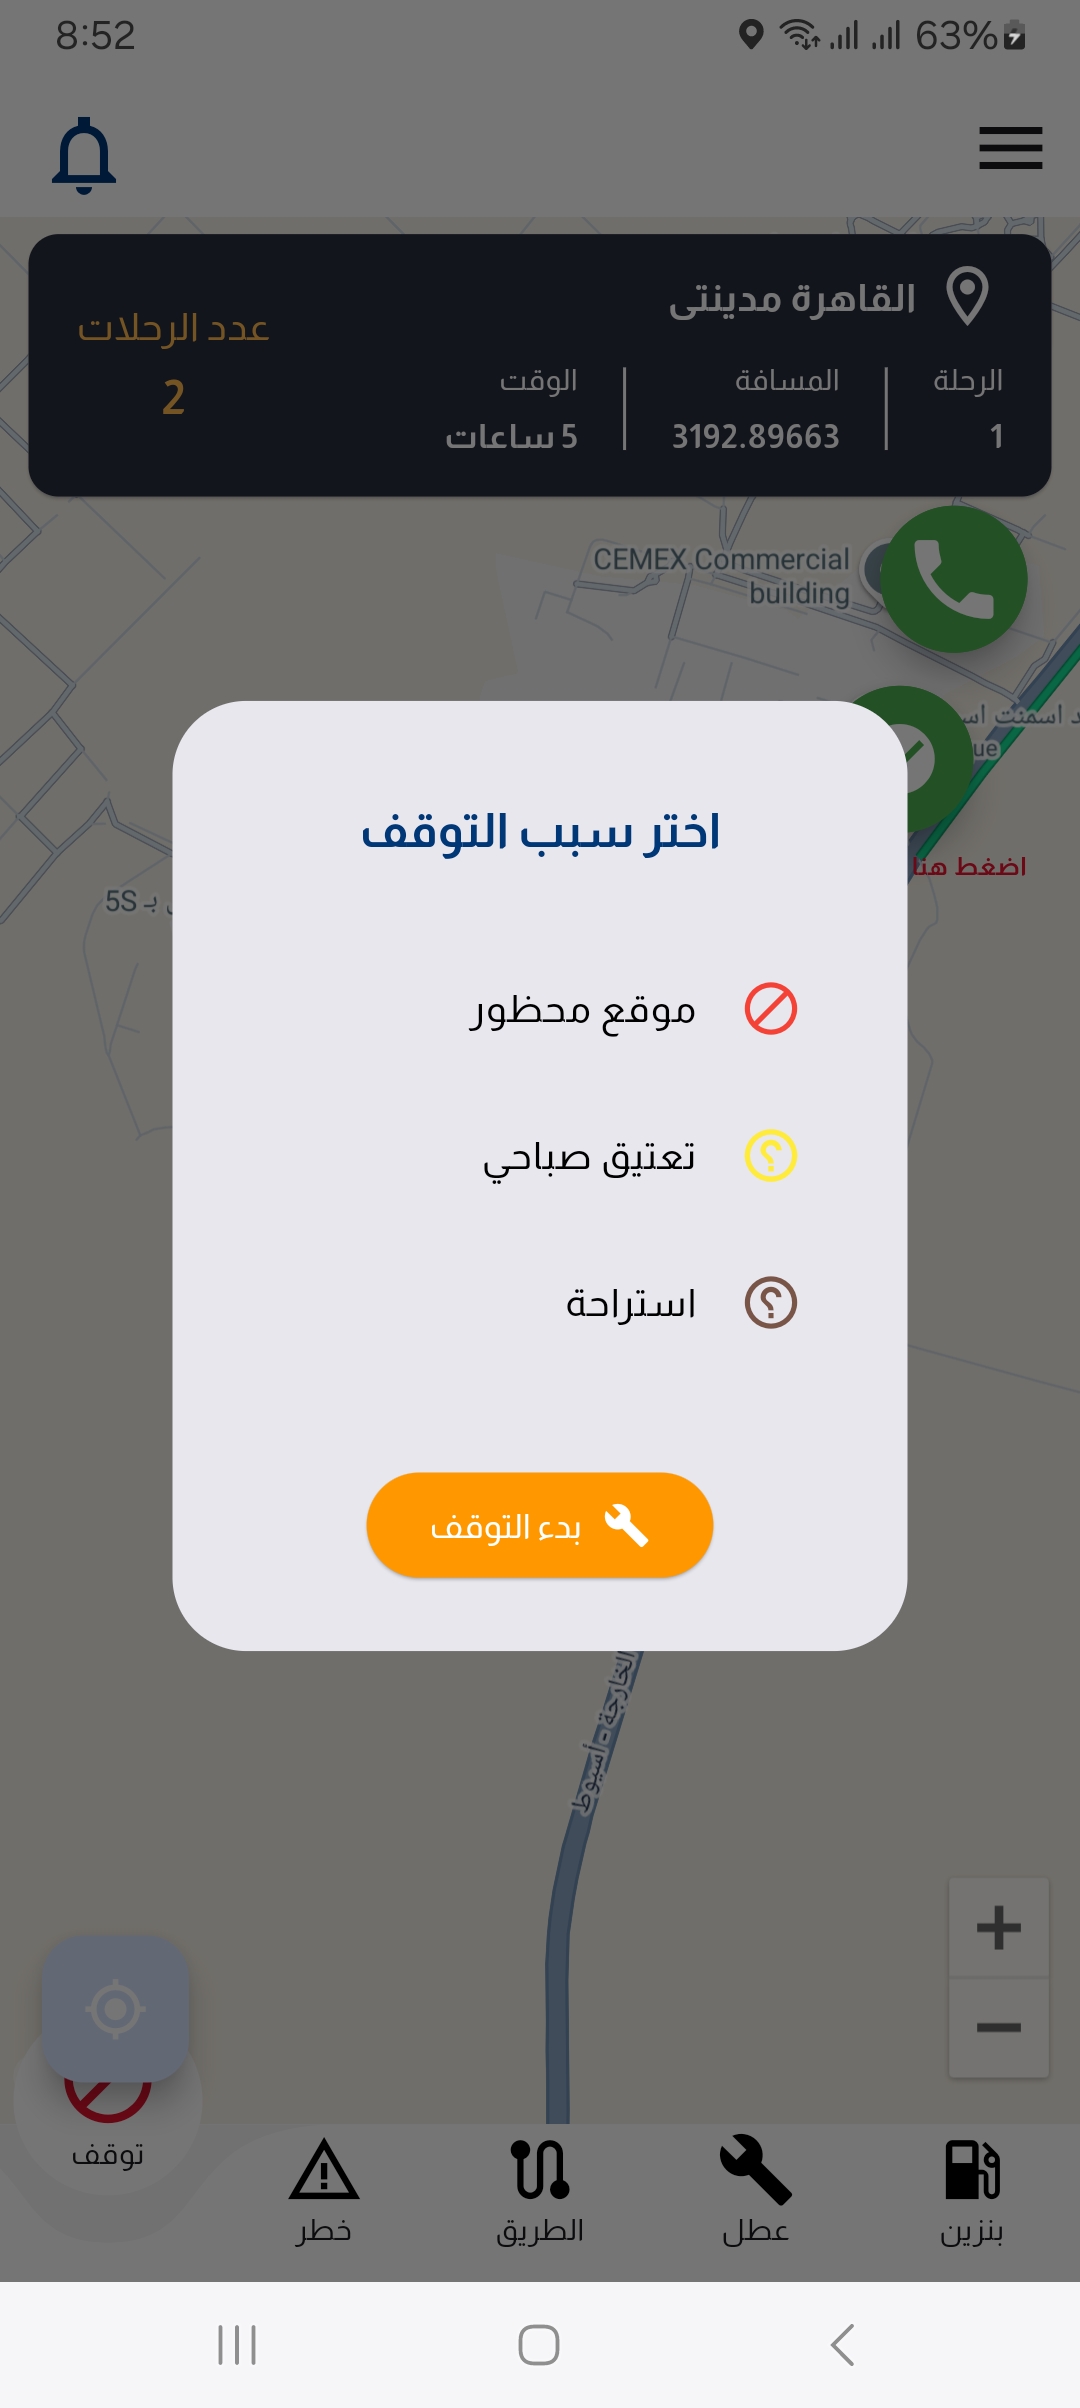 8:52
63%
القاهرة مدينتى
عدد الرحلات
2
الرحلة
المسافة
الوقت
1
3192.89663
5 ساعات
CEMEX Commercial
building
د اسمنت اس
ue
اضغط هنا
بـ 5S
اختر سبب التوقف
موقع محظور
تعتيق صباحي
استراحة
بدء التوقف
الخارجة - أسيوط
بنزين
عطل
الطريق
خطر
توقف